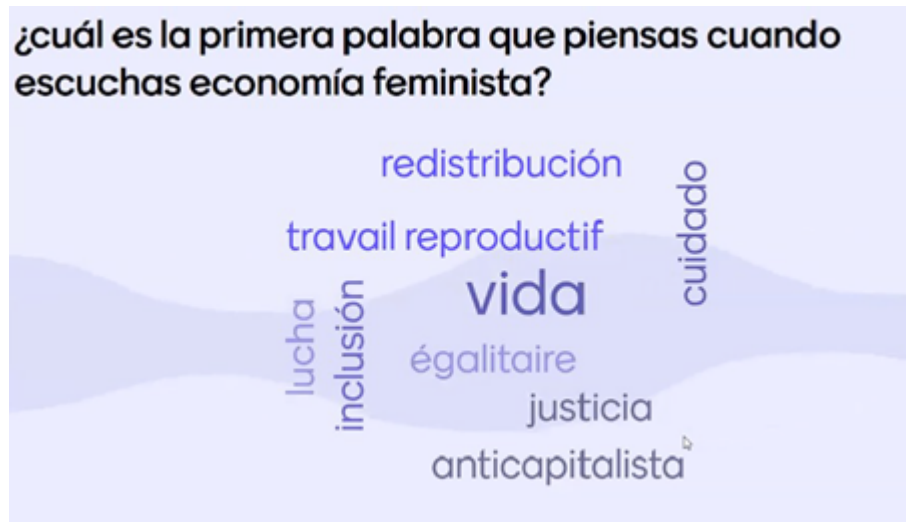 ¿cuál es la primera palabra que piensas cuando
escuchas economía feminista?
redistribución
cuidado
travail reproductif
vida
lucha
inclusión
égalitaire
justicia
anticapitalista